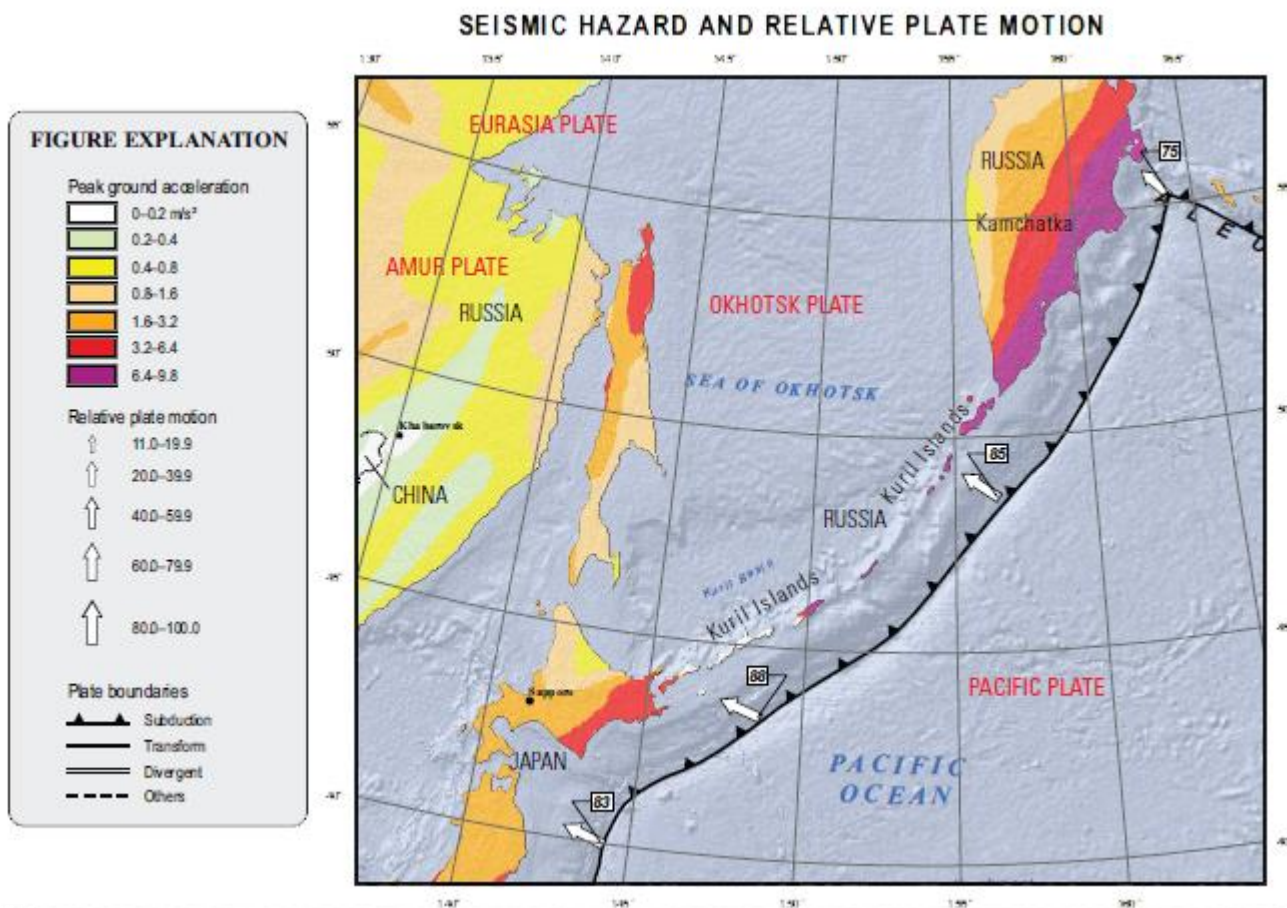 SEISMIC HAZARD AND RELATIVE PLATE MOTION
FIGURE EXPLANATION
Peak ground acceleration
0–0.2 m/s²
0.2–0.4
0.4–0.8
0.8–1.6
1.6–3.2
3.2–6.4
6.4–9.8
Relative plate motion
11.0–19.9
20.0–39.9
40.0–59.9
60.0–79.9
80.0–100.0
Plate boundaries
Subduction
Transform
Divergent
Others
EURASIA PLATE
RUSSIA
75
Kamchatka
A L E U
AMUR PLATE
RUSSIA
OKHOTSK PLATE
SEA OF OKHOTSK
Khabarovsk
CHINA
Kuril Islands
85
RUSSIA
Kuril Basin
Kuril Islands
88
PACIFIC PLATE
Sapporo
JAPAN
PACIFIC
OCEAN
83